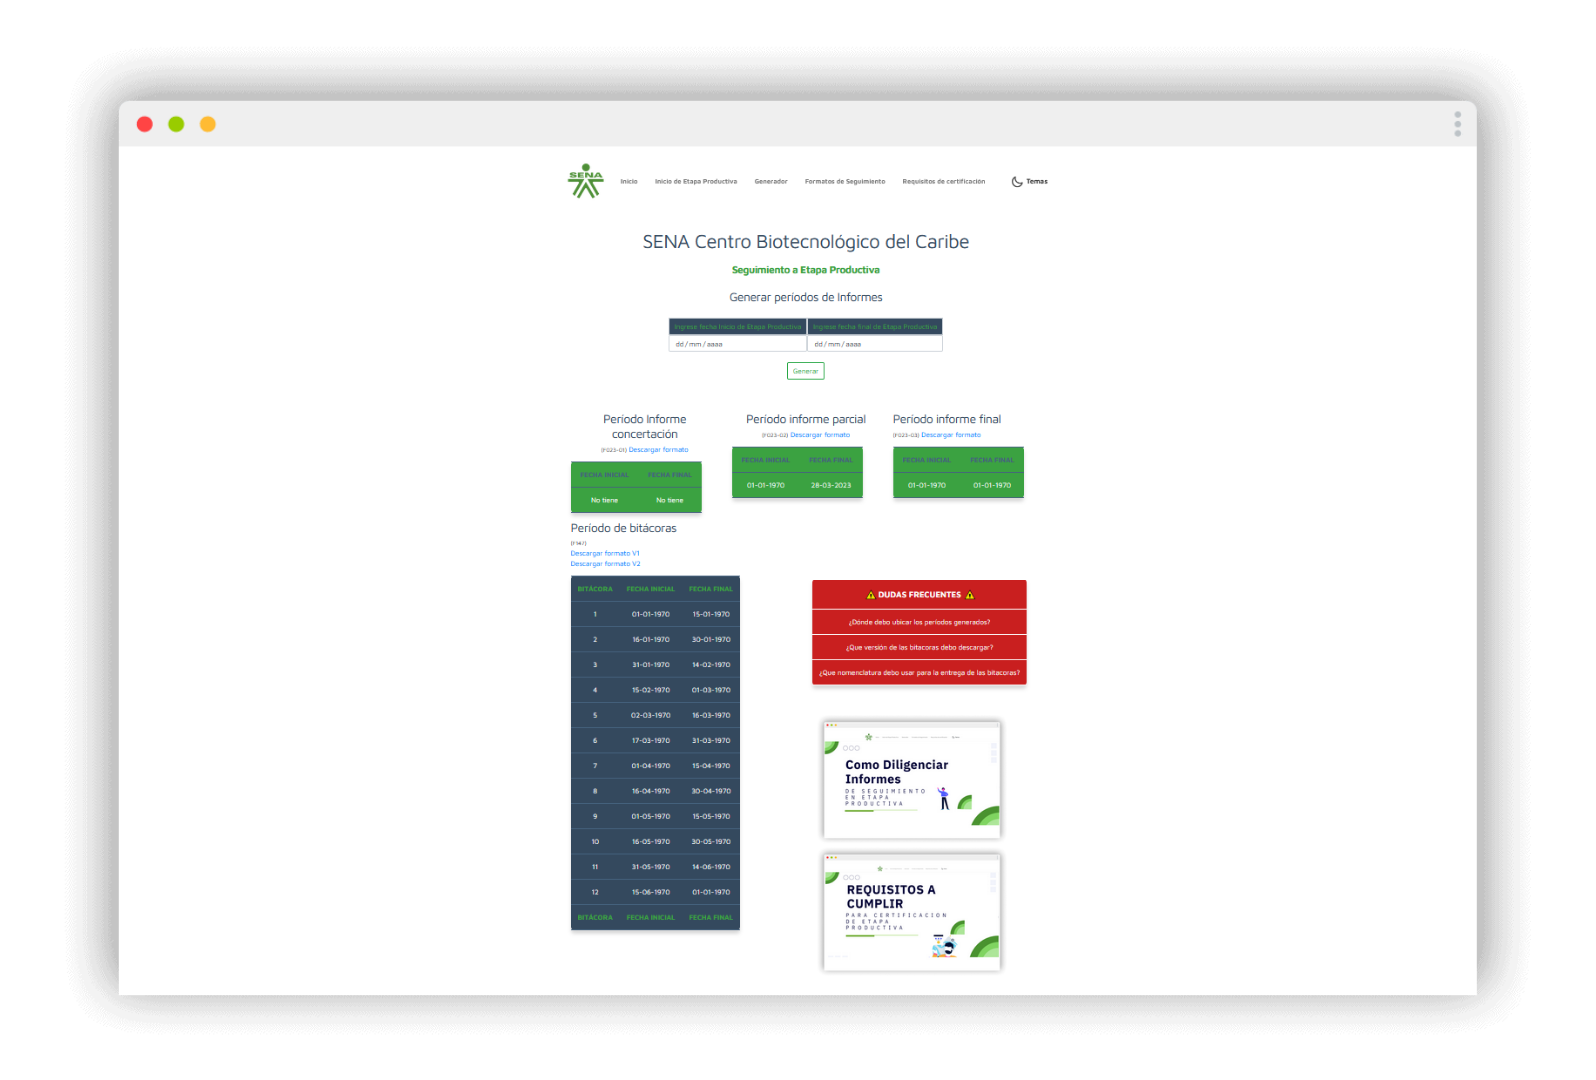 SENA
Inicio Inicio de Etapa Productiva Generador Formatos de Seguimiento Requisitos de certificación Temas
SENA Centro Biotecnológico del Caribe
Seguimiento a Etapa Productiva
Generar períodos de Informes
Ingrese fecha Inicio de Etapa Productiva Ingrese fecha final de Etapa Productiva
dd/mm/aaaa dd/mm/aaaa
Generar
Período Informe
concertación
(F023-01) Descargar formato
FECHA INICIAL FECHA FINAL
No tiene No tiene
Período informe parcial
(F023-02) Descargar formato
FECHA INICIAL FECHA FINAL
01-01-1970 28-03-2023
Período informe final
(F023-03) Descargar formato
FECHA INICIAL FECHA FINAL
01-01-1970 01-01-1970
Período de bitácoras
(F147)
Descargar formato V1
Descargar formato V2
BITÁCORA FECHA INICIAL FECHA FINAL
1 01-01-1970 15-01-1970
2 16-01-1970 30-01-1970
3 31-01-1970 14-02-1970
4 15-02-1970 01-03-1970
5 02-03-1970 16-03-1970
6 17-03-1970 31-03-1970
7 01-04-1970 15-04-1970
8 16-04-1970 30-04-1970
9 01-05-1970 15-05-1970
10 16-05-1970 30-05-1970
11 31-05-1970 14-06-1970
12 15-06-1970 01-01-1970
BITÁCORA FECHA INICIAL FECHA FINAL
DUDAS FRECUENTES
¿Dónde debo ubicar los períodos generados?
¿Que versión de las bitacoras debo descargar?
¿Que nomenclatura debo usar para la entrega de las bitacoras?
Como Diligenciar
Informes
DE SEGUIMIENTO
EN ETAPA
PRODUCTIVA
REQUISITOS A
CUMPLIR
PARA CERTIFICACION
DE ETAPA
PRODUCTIVA